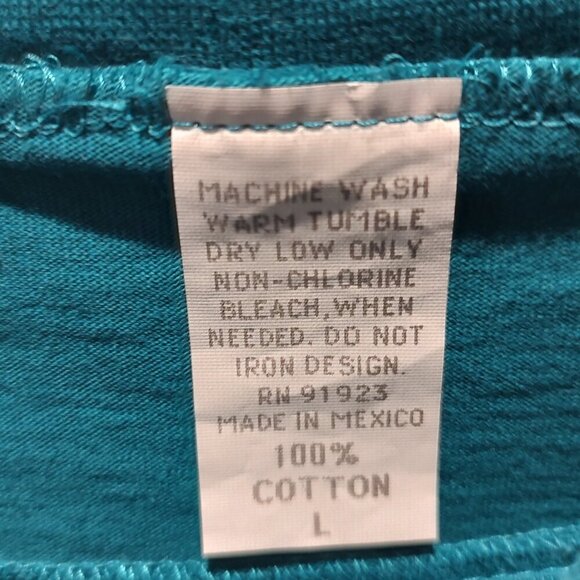 MACHINE WASH
WARM TUMBLE
DRY LOW ONLY
NON-CHLORINE
BLEACH, WHEN
NEEDED. DO NOT
IRON DESIGN.
RN 91923
MADE IN MEXICO
100%
COTTON
L